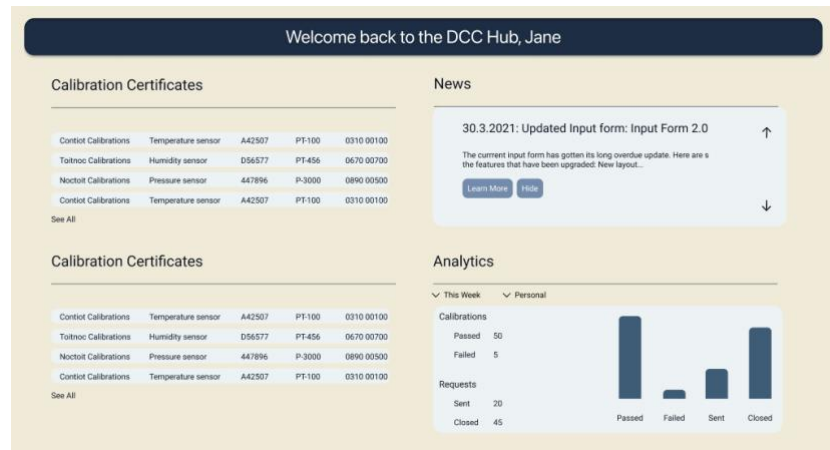 Welcome back to the DCC Hub, Jane
Calibration Certificates
Contiot Calibrations Temperature sensor A42507 PT-100 0310 00100
Toitnoc Calibrations Humidity sensor D56577 PT-456 0670 00700
Noctoit Calibrations Pressure sensor 447896 P-3000 0890 00500
Contiot Calibrations Temperature sensor A42507 PT-100 0310 00100
See All
News
30.3.2021: Updated Input form: Input Form 2.0
The currrent input form has gotten its long overdue update. Here are s
the features that have been upgraded: New layout...
Learn More Hide
Calibration Certificates
Contiot Calibrations Temperature sensor A42507 PT-100 0310 00100
Toitnoc Calibrations Humidity sensor D56577 PT-456 0670 00700
Noctoit Calibrations Pressure sensor 447896 P-3000 0890 00500
Contiot Calibrations Temperature sensor A42507 PT-100 0310 00100
See All
Analytics
This Week Personal
Calibrations
Passed 50
Failed 5
Requests
Sent 20
Closed 45
Passed Failed Sent Closed